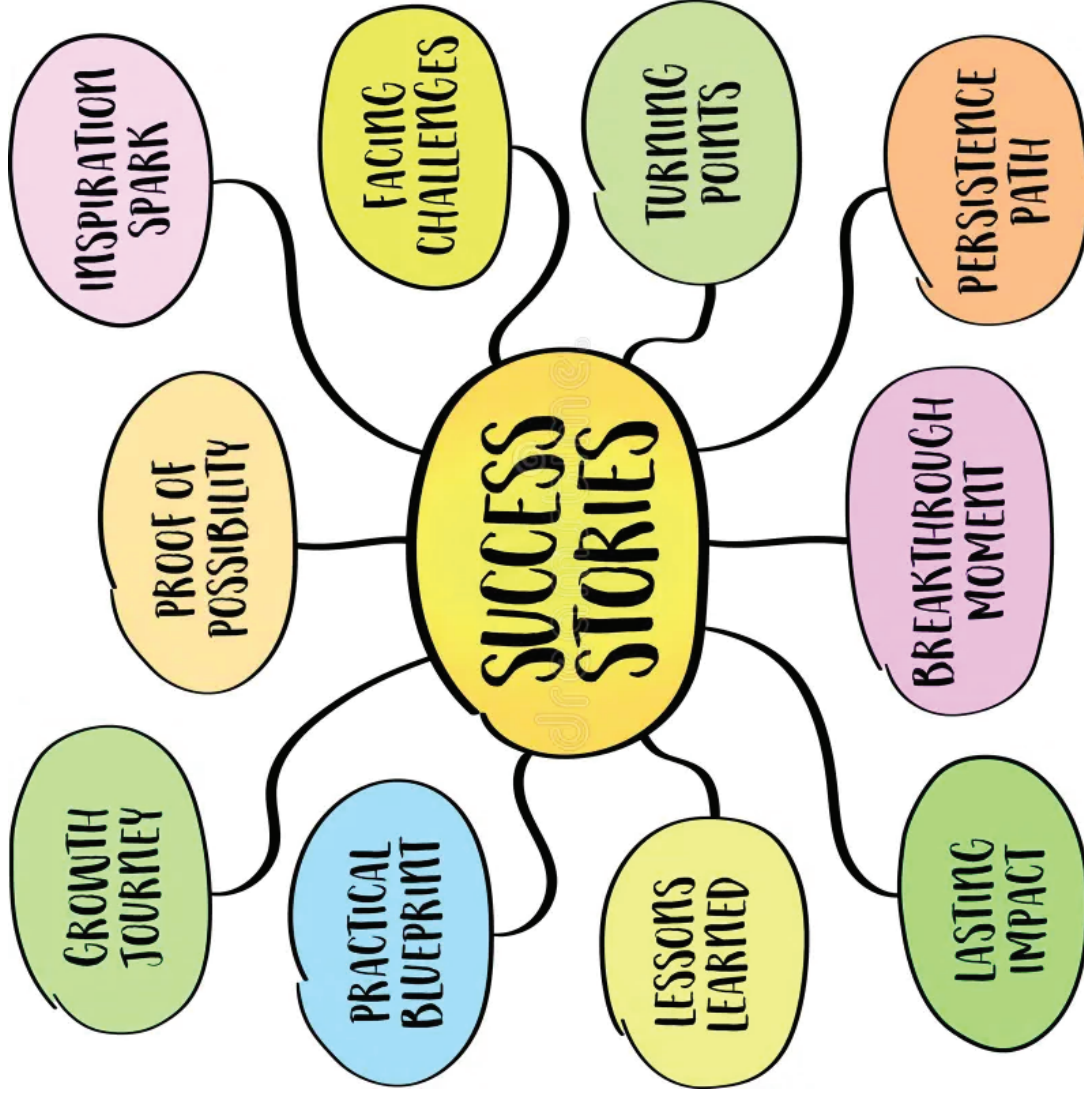 INSPIRATION
SPARK
FACING
CHALLENGES
TURNING
POINTS
PERSISTENCE
PATH
PROOF OF
POSSIBILITY
SUCCESS
STORIES
BREAKTHROUGH
MOMENT
GROWTH
JOURNEY
PRACTICAL
BLUEPRINT
LESSONS
LEARNED
LASTING
IMPACT